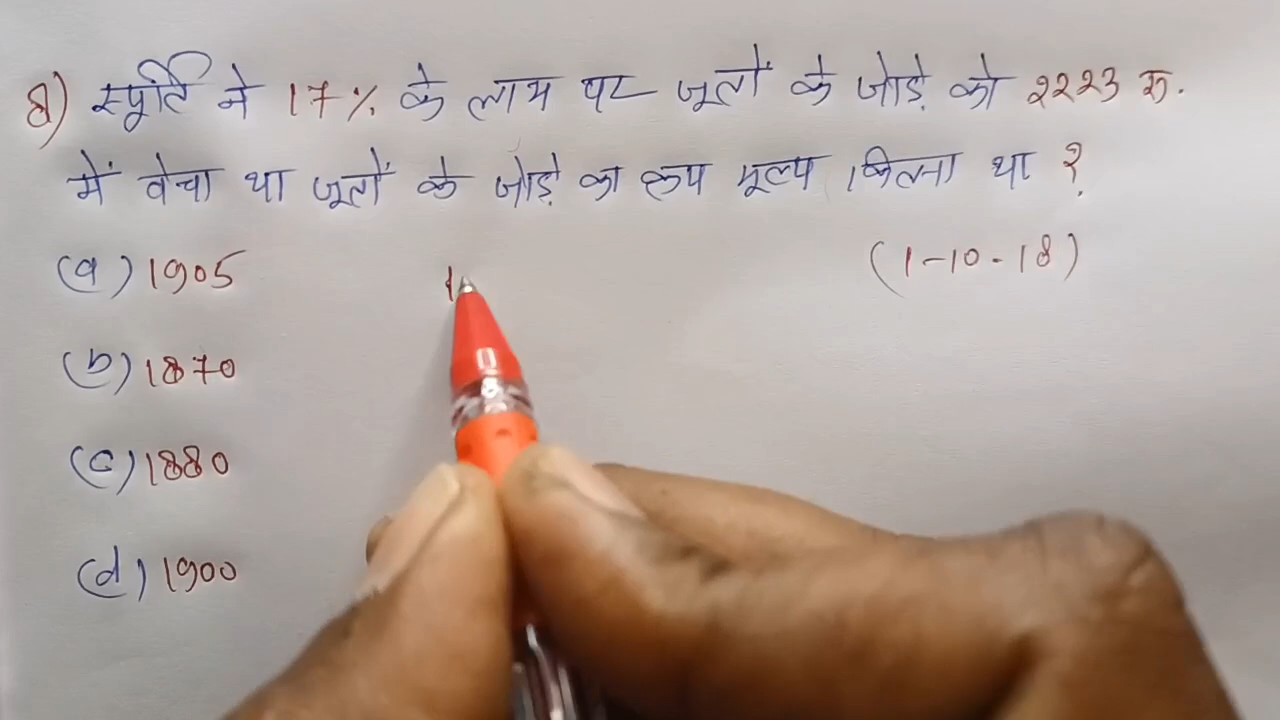 8) स्फूर्ति ने 17% के लाभ पर जूतों के जोड़े को 2223 रु.
में बेचा था जूतों के जोड़े का क्रय मूल्य कितना था ?
(a) 1905
(1-10-18)
(b) 1870
(c) 1880
(d) 1900